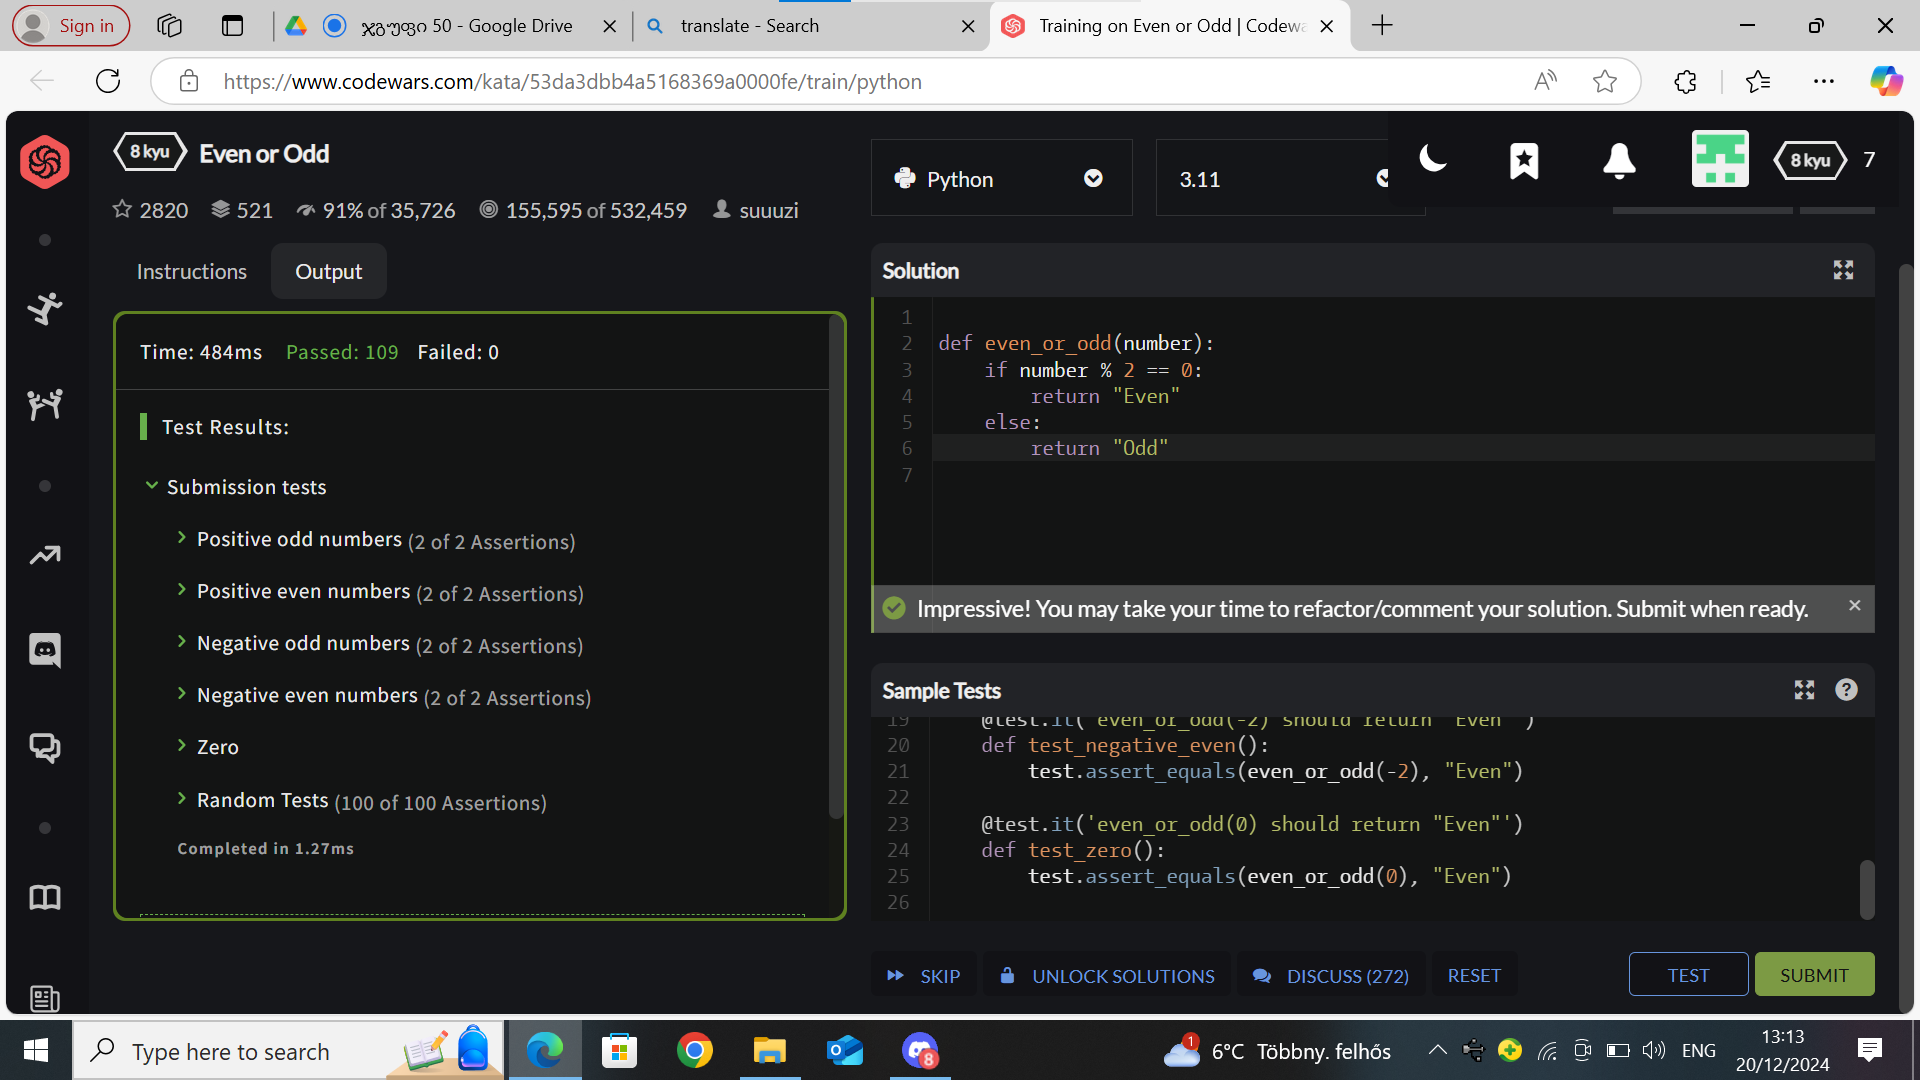 Sign in
ჯგუფი 50 - Google Drive
translate - Search
Training on Even or Odd | Codewa
https://www.codewars.com/kata/53da3dbb4a5168369a0000fe/train/python
8 kyu
Even or Odd
2820
521
91% of 35,726
155,595 of 532,459
suuuzi
Python
3.11
8 kyu
7
Instructions
Output
Time: 484ms
Passed: 109
Failed: 0
Test Results:
Submission tests
Positive odd numbers (2 of 2 Assertions)
Positive even numbers (2 of 2 Assertions)
Negative odd numbers (2 of 2 Assertions)
Negative even numbers (2 of 2 Assertions)
Zero
Random Tests (100 of 100 Assertions)
Completed in 1.27ms
Solution
1
2 def even_or_odd(number):
3 if number % 2 == 0:
4 return "Even"
5 else:
6 return "Odd"
7
Impressive! You may take your time to refactor/comment your solution. Submit when ready.
Sample Tests
19 @test.it('even_or_odd(-2) should return "Even"')
20 def test_negative_even():
21 test.assert_equals(even_or_odd(-2), "Even")
22
23 @test.it('even_or_odd(0) should return "Even"')
24 def test_zero():
25 test.assert_equals(even_or_odd(0), "Even")
26
SKIP
UNLOCK SOLUTIONS
DISCUSS (272)
RESET
TEST
SUBMIT
Type here to search
8
1
6°C Többny. felhős
ENG
13:13
20/12/2024